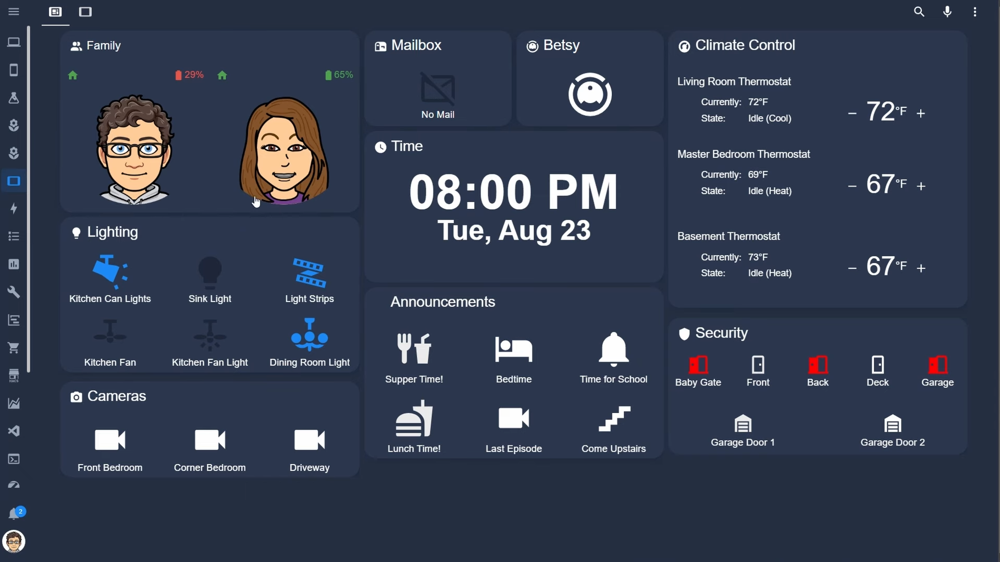 Family
29%
65%
Mailbox
No Mail
Betsy
Climate Control
Living Room Thermostat
Currently: 72°F
State: Idle (Cool)
− 72°F +
Master Bedroom Thermostat
Currently: 69°F
State: Idle (Heat)
− 67°F +
Basement Thermostat
Currently: 73°F
State: Idle (Heat)
− 67°F +
Time
08:00 PM
Tue, Aug 23
Lighting
Kitchen Can Lights
Sink Light
Light Strips
Kitchen Fan
Kitchen Fan Light
Dining Room Light
Announcements
Supper Time!
Bedtime
Time for School
Lunch Time!
Last Episode
Come Upstairs
Security
Baby Gate
Front
Back
Deck
Garage
Garage Door 1
Garage Door 2
Cameras
Front Bedroom
Corner Bedroom
Driveway
HACS
2